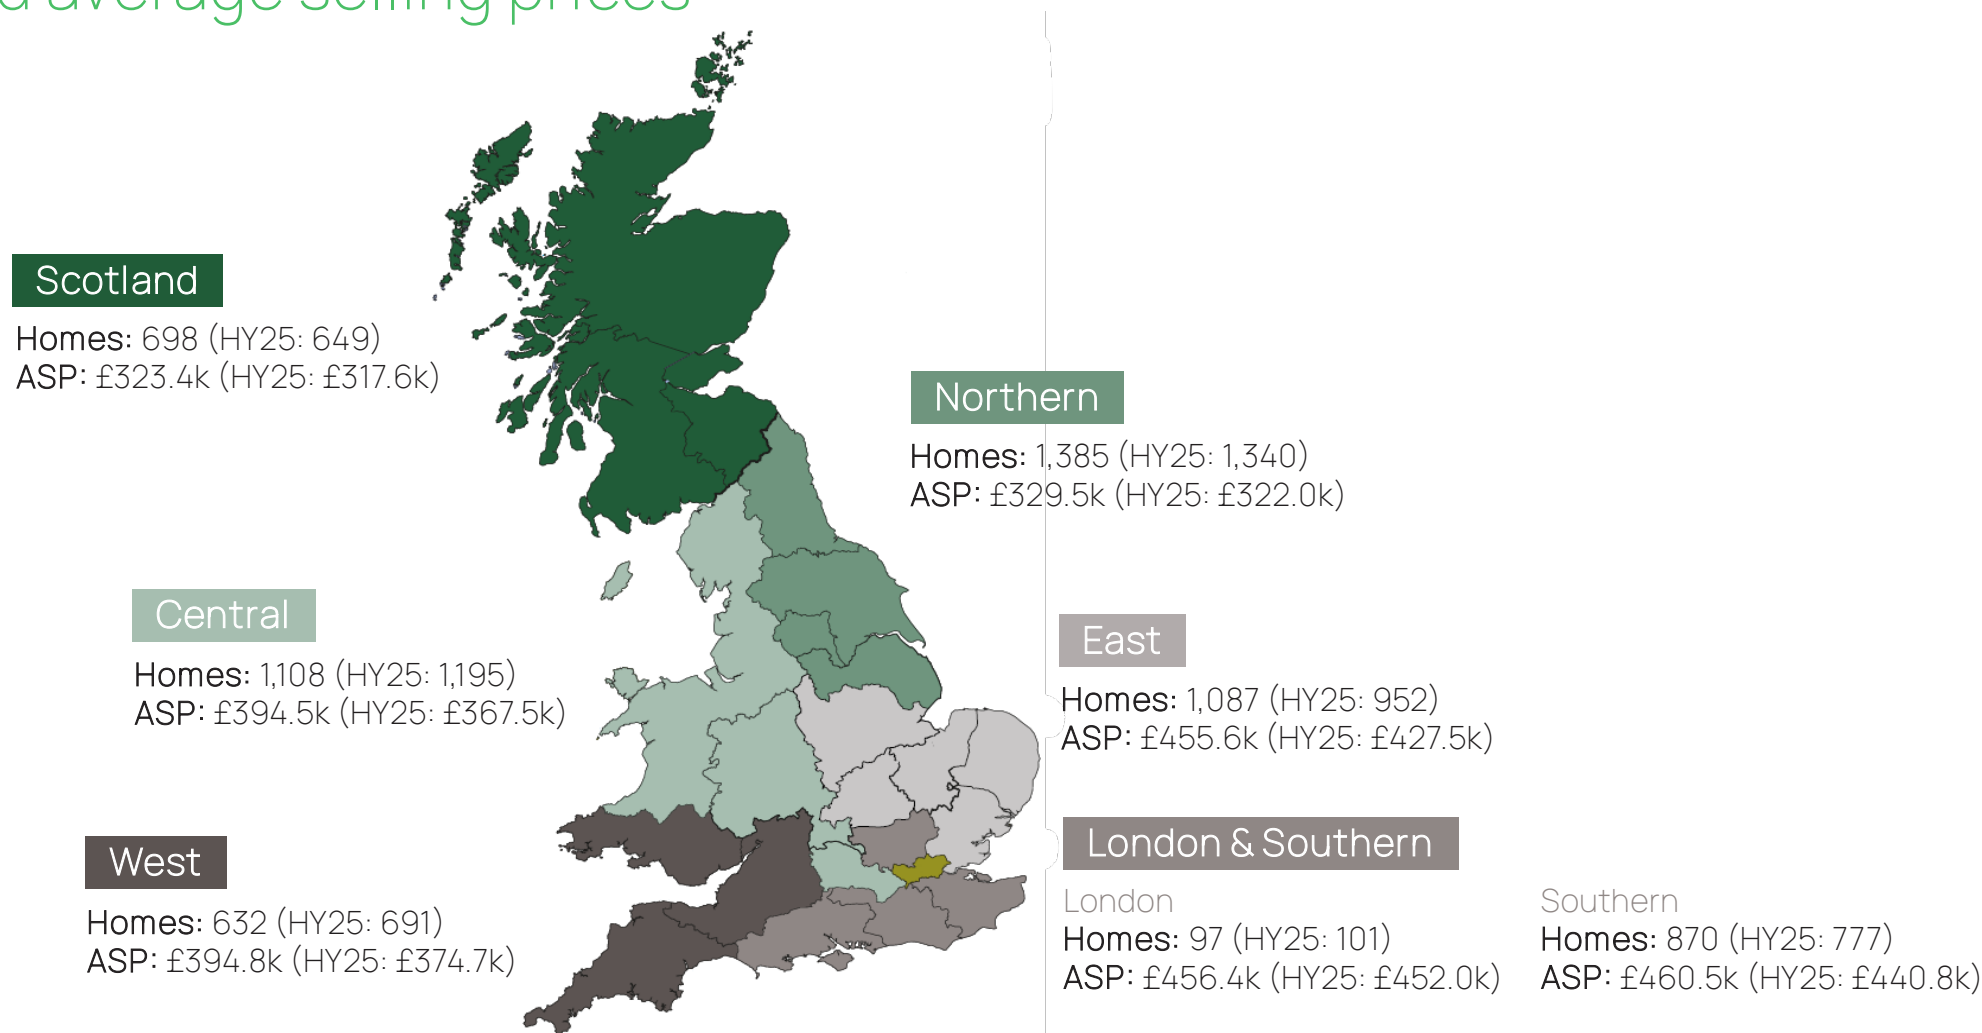 average selling prices
Scotland
Homes: 698 (HY25: 649)
ASP: £323.4k (HY25: £317.6k)
Northern
Homes: 1,385 (HY25: 1,340)
ASP: £329.5k (HY25: £322.0k)
Central
Homes: 1,108 (HY25: 1,195)
ASP: £394.5k (HY25: £367.5k)
East
Homes: 1,087 (HY25: 952)
ASP: £455.6k (HY25: £427.5k)
West
Homes: 632 (HY25: 691)
ASP: £394.8k (HY25: £374.7k)
London & Southern
London
Homes: 97 (HY25: 101)
ASP: £456.4k (HY25: £452.0k)
Southern
Homes: 870 (HY25: 777)
ASP: £460.5k (HY25: £440.8k)